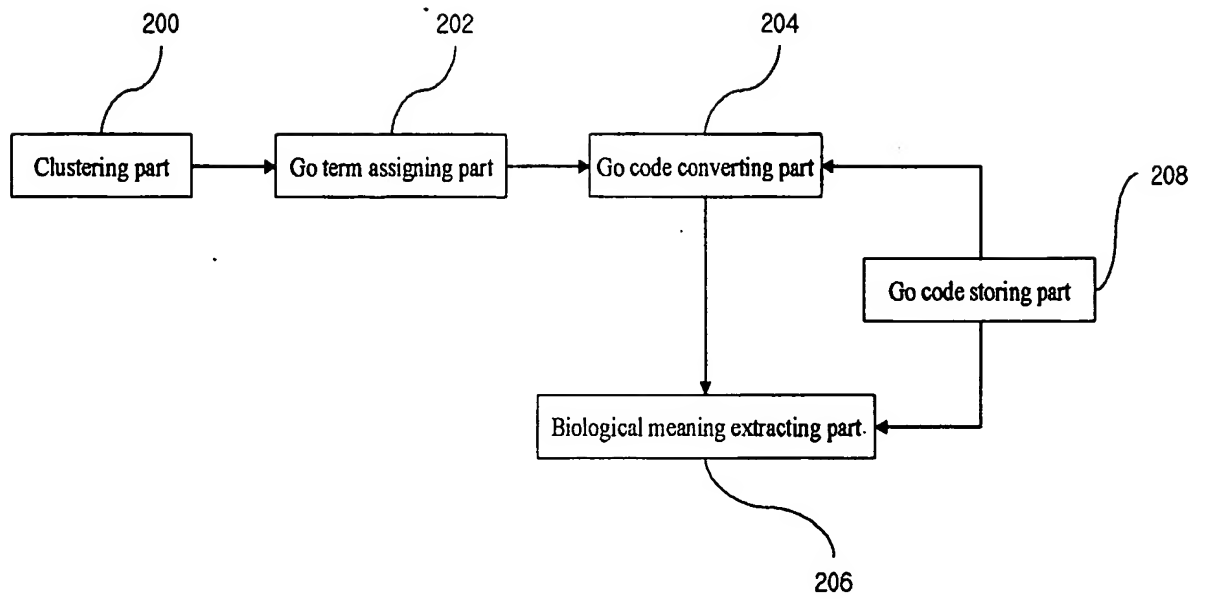 200
202
204
Clustering part
Go term assigning part
Go code converting part
208
Go code storing part
Biological meaning extracting part
206